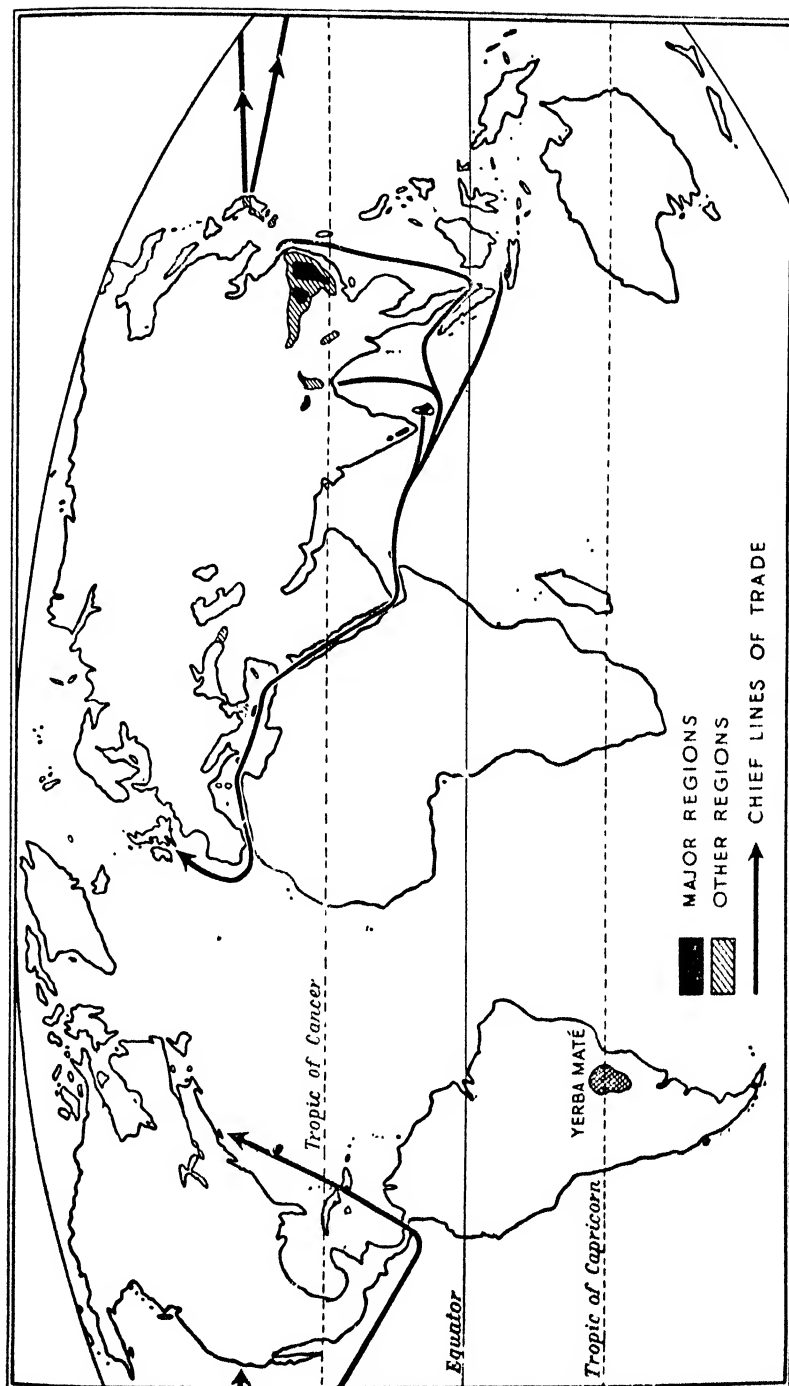 Tropic of Cancer
Equator
YERBA MATÉ
Tropic of Capricorn
MAJOR REGIONS
OTHER REGIONS
CHIEF LINES OF TRADE